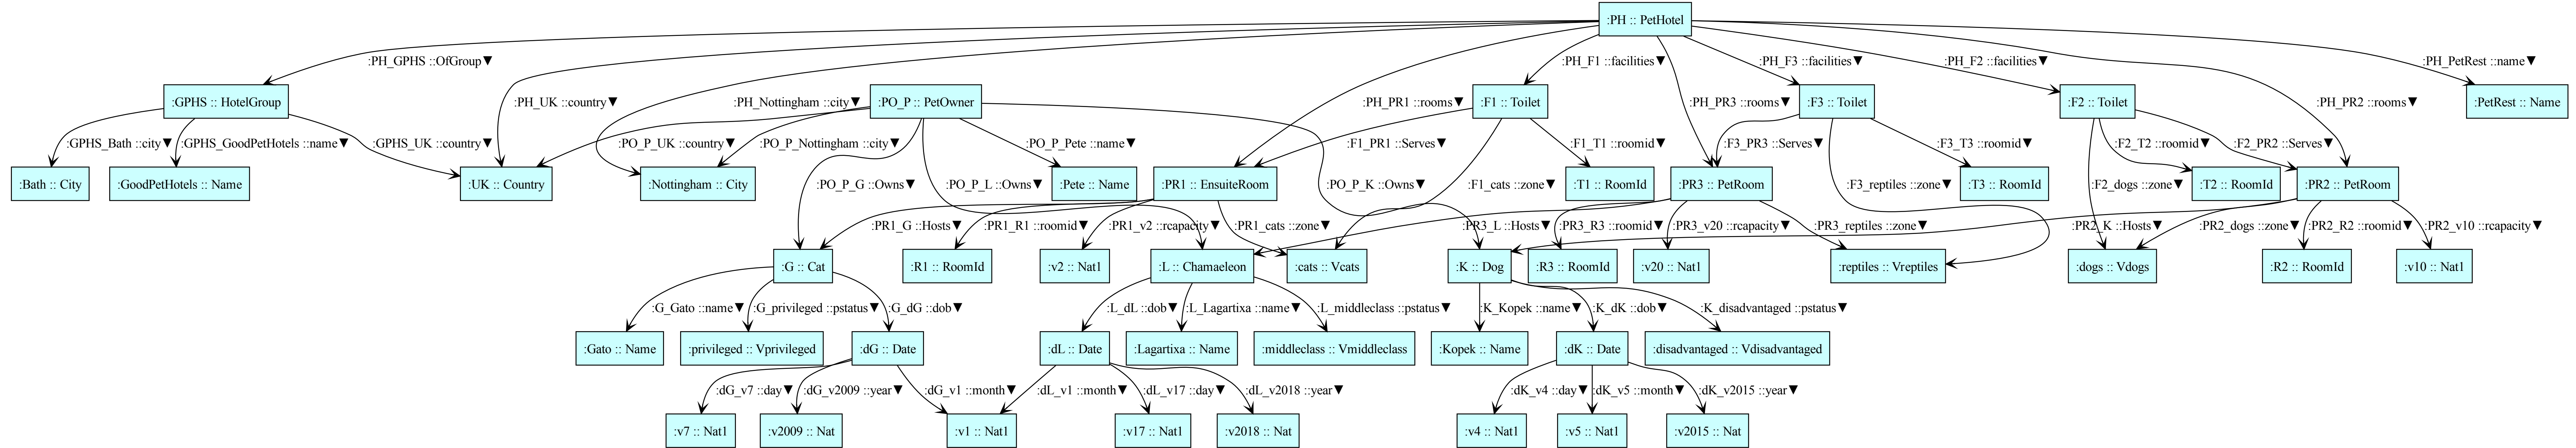 :PH :: PetHotel
:PH_GPHS ::OfGroup▼
:PH_F1 ::facilities▼
:PH_F3 ::facilities▼
:PH_F2 ::facilities▼
:PH_PetRest ::name▼
:GPHS :: HotelGroup
:PH_UK ::country▼
:PH_Nottingham ::city▼
:PO_P :: PetOwner
:PH_PR1 ::rooms▼
:F1 :: Toilet
:PH_PR3 ::rooms▼
:F3 :: Toilet
:F2 :: Toilet
:PH_PR2 ::rooms▼
:PetRest :: Name
:GPHS_Bath ::city▼
:GPHS_GoodPetHotels ::name▼
:GPHS_UK ::country▼
:PO_P_UK ::country▼
:PO_P_Nottingham ::city▼
:PO_P_Pete ::name▼
:F1_PR1 ::Serves▼
:F1_T1 ::roomid▼
:F3_PR3 ::Serves▼
:F3_T3 ::roomid▼
:F2_T2 ::roomid▼
:F2_PR2 ::Serves▼
:Bath :: City
:GoodPetHotels :: Name
:UK :: Country
:Nottingham :: City
:PO_P_G ::Owns▼
:PO_P_L ::Owns▼
:Pete :: Name
:PR1 :: EnsuiteRoom
:PO_P_K ::Owns▼
:F1_cats ::zone▼
:T1 :: RoomId
:PR3 :: PetRoom
:F3_reptiles ::zone▼
:T3 :: RoomId
:F2_dogs ::zone▼
:T2 :: RoomId
:PR2 :: PetRoom
:PR1_G ::Hosts▼
:PR1_R1 ::roomid▼
:PR1_v2 ::rcapacity▼
:PR1_cats ::zone▼
:PR3_L ::Hosts▼
:PR3_R3 ::roomid▼
:PR3_v20 ::rcapacity▼
:PR3_reptiles ::zone▼
:PR2_K ::Hosts▼
:PR2_dogs ::zone▼
:PR2_R2 ::roomid▼
:PR2_v10 ::rcapacity▼
:G :: Cat
:R1 :: RoomId
:v2 :: Nat1
:L :: Chamaeleon
:cats :: Vcats
:K :: Dog
:R3 :: RoomId
:v20 :: Nat1
:reptiles :: Vreptiles
:dogs :: Vdogs
:R2 :: RoomId
:v10 :: Nat1
:G_Gato ::name▼
:G_privileged ::pstatus▼
:G_dG ::dob▼
:L_dL ::dob▼
:L_Lagartixa ::name▼
:L_middleclass ::pstatus▼
:K_Kopek ::name▼
:K_dK ::dob▼
:K_disadvantaged ::pstatus▼
:Gato :: Name
:privileged :: Vprivileged
:dG :: Date
:dL :: Date
:Lagartixa :: Name
:middleclass :: Vmiddleclass
:Kopek :: Name
:dK :: Date
:disadvantaged :: Vdisadvantaged
:dG_v7 ::day▼
:dG_v2009 ::year▼
:dG_v1 ::month▼
:dL_v1 ::month▼
:dL_v17 ::day▼
:dL_v2018 ::year▼
:dK_v4 ::day▼
:dK_v5 ::month▼
:dK_v2015 ::year▼
:v7 :: Nat1
:v2009 :: Nat
:v1 :: Nat1
:v17 :: Nat1
:v2018 :: Nat
:v4 :: Nat1
:v5 :: Nat1
:v2015 :: Nat